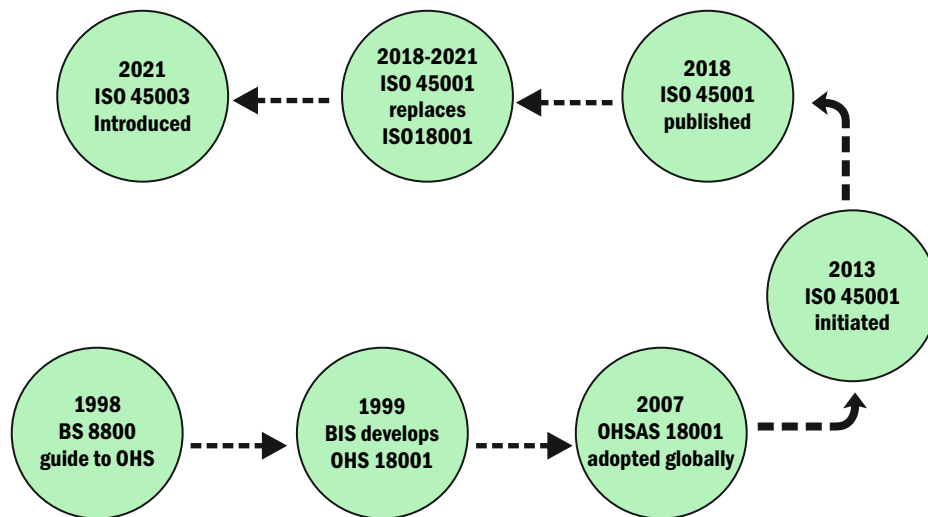 2021
ISO 45003
Introduced
2018-2021
ISO 45001
replaces
ISO18001
2018
ISO 45001
published
2013
ISO 45001
initiated
1998
BS 8800
guide to OHS
1999
BIS develops
OHS 18001
2007
OHSAS 18001
adopted globally